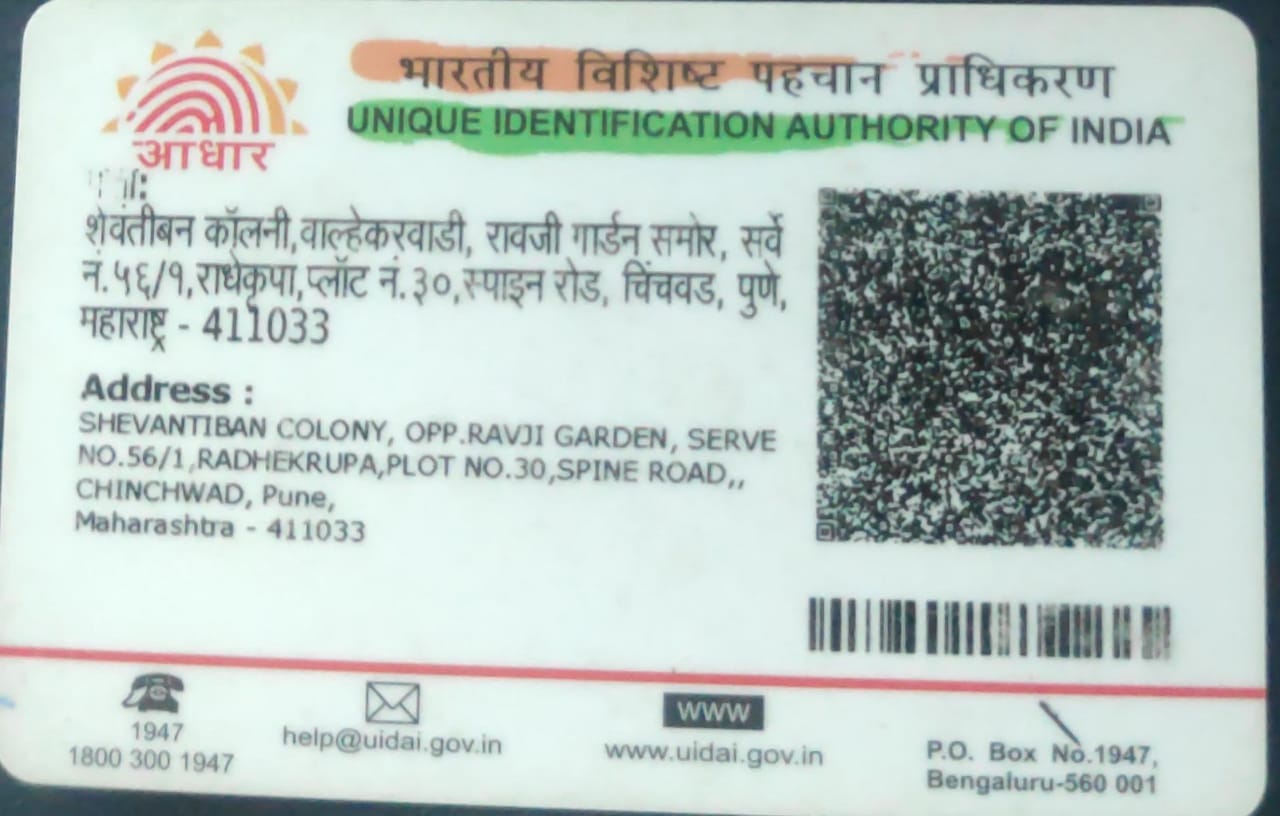 भारतीय विशिष्ट पहचान प्राधिकरण
UNIQUE IDENTIFICATION AUTHORITY OF INDIA
आधार
शेवंतीबन कॉलनी,वाल्हेकरवाडी, रावजी गार्डन समोर, सर्वे
नं.५६/१,राधेकृपा,प्लॉट नं.३०,स्पाइन रोड, चिंचवड, पुणे,
महाराष्ट्र - 411033
Address :
SHEVANTIBAN COLONY, OPP.RAVJI GARDEN, SERVE
NO.56/1,RADHEKRUPA,PLOT NO.30,SPINE ROAD,,
CHINCHWAD, Pune,
Maharashtra - 411033
1947
1800 300 1947
help@uidai.gov.in
WWW
www.uidai.gov.in
P.O. Box No.1947,
Bengaluru-560 001